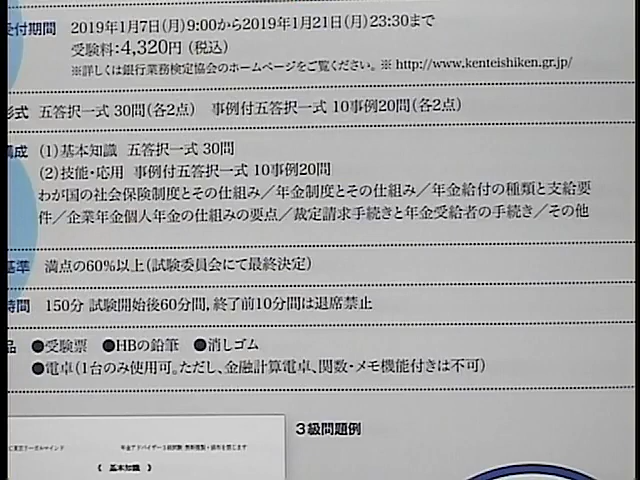 受付期間 2019年1月7日(月)9:00から2019年1月21日(月)23:30まで
受験料:4,320円(税込)
※詳しくは銀行業務検定協会のホームページをご覧ください。※ http://www.kenteishiken.gr.jp/
形式 五答択一式 30問(各2点) 事例付五答択一式 10事例20問(各2点)
構成 (1)基本知識 五答択一式 30問
(2)技能・応用 事例付五答択一式 10事例20問
わが国の社会保険制度とその仕組み/年金制度とその仕組み/年金給付の種類と支給要
件/企業年金個人年金の仕組みの要点/裁定請求手続きと年金受給者の手続き/その他
基準 満点の60%以上(試験委員会にて最終決定)
時間 150分 試験開始後60分間,終了前10分間は退席禁止
品 ●受験票 ●HBの鉛筆 ●消しゴム
●電卓(1台のみ使用可。ただし、金融計算電卓、関数・メモ機能付きは不可)
3級問題例
《 基本知識 》